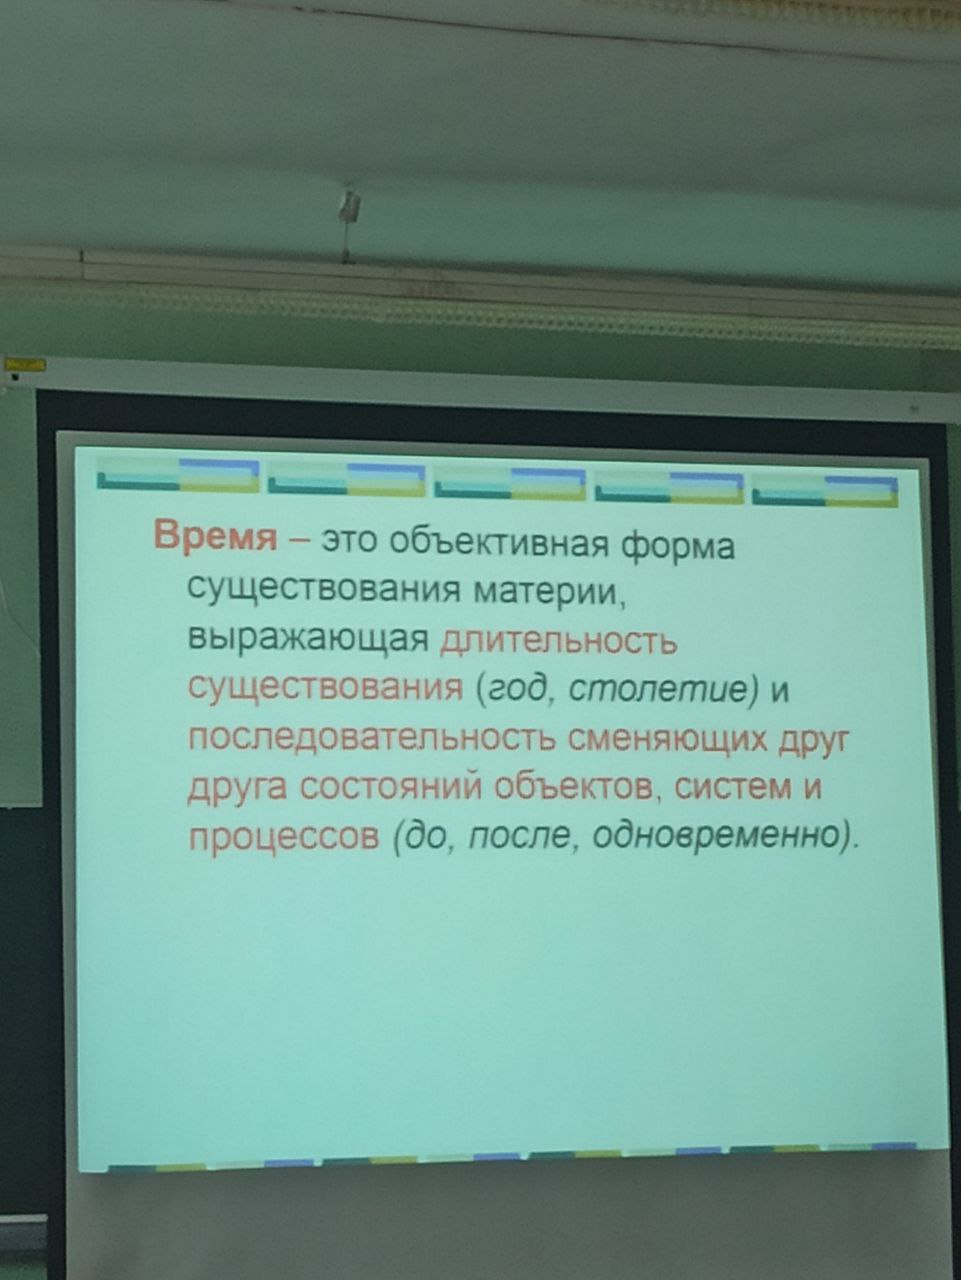 Время – это объективная форма
существования материи,
выражающая длительность
существования (год, столетие) и
последовательность сменяющих друг
друга состояний объектов, систем и
процессов (до, после, одновременно).